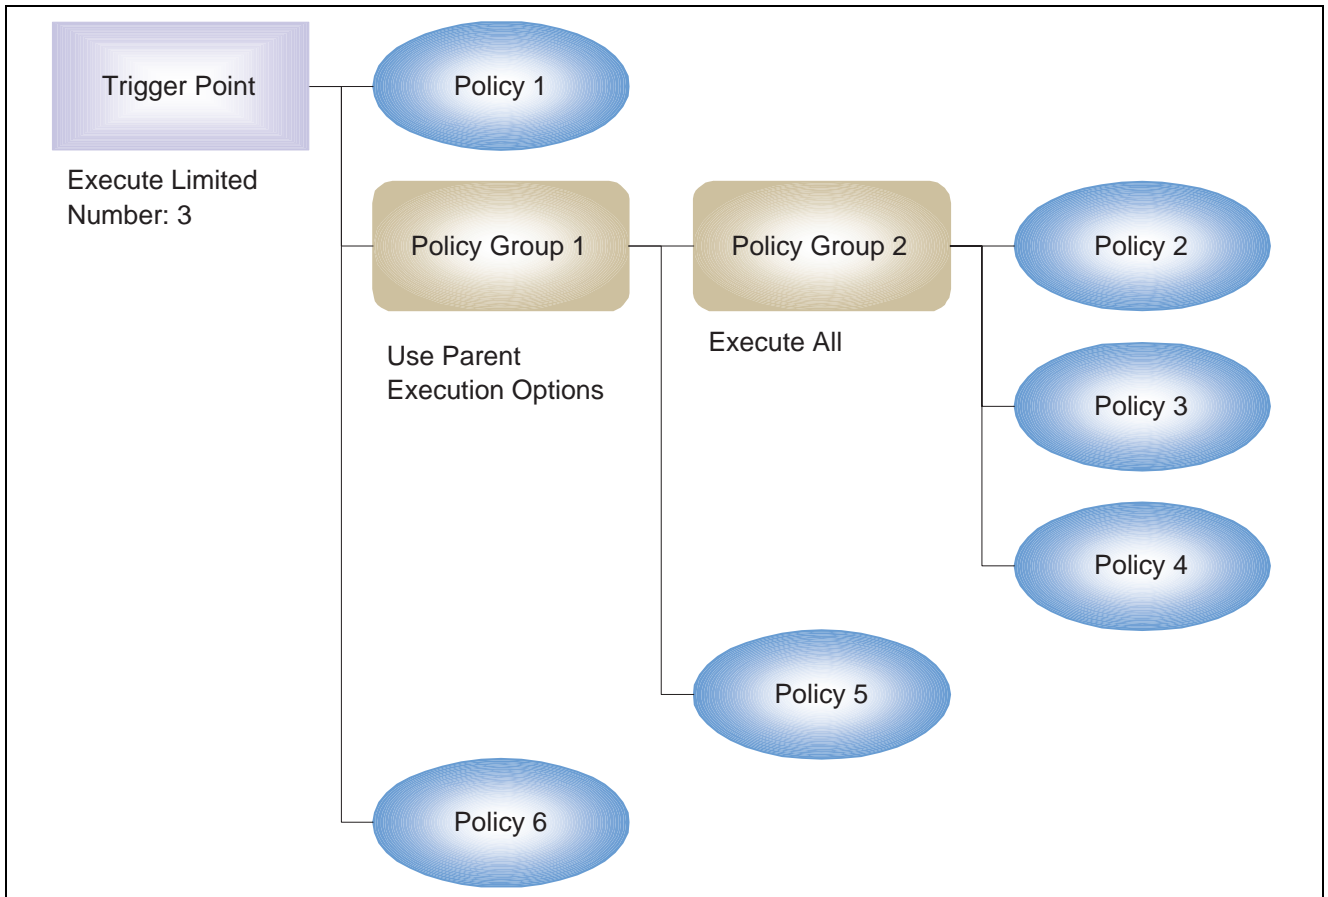 Trigger Point
Policy 1
Execute Limited
Number: 3
Policy Group 1
Policy Group 2
Policy 2
Use Parent
Execution Options
Execute All
Policy 3
Policy 4
Policy 5
Policy 6